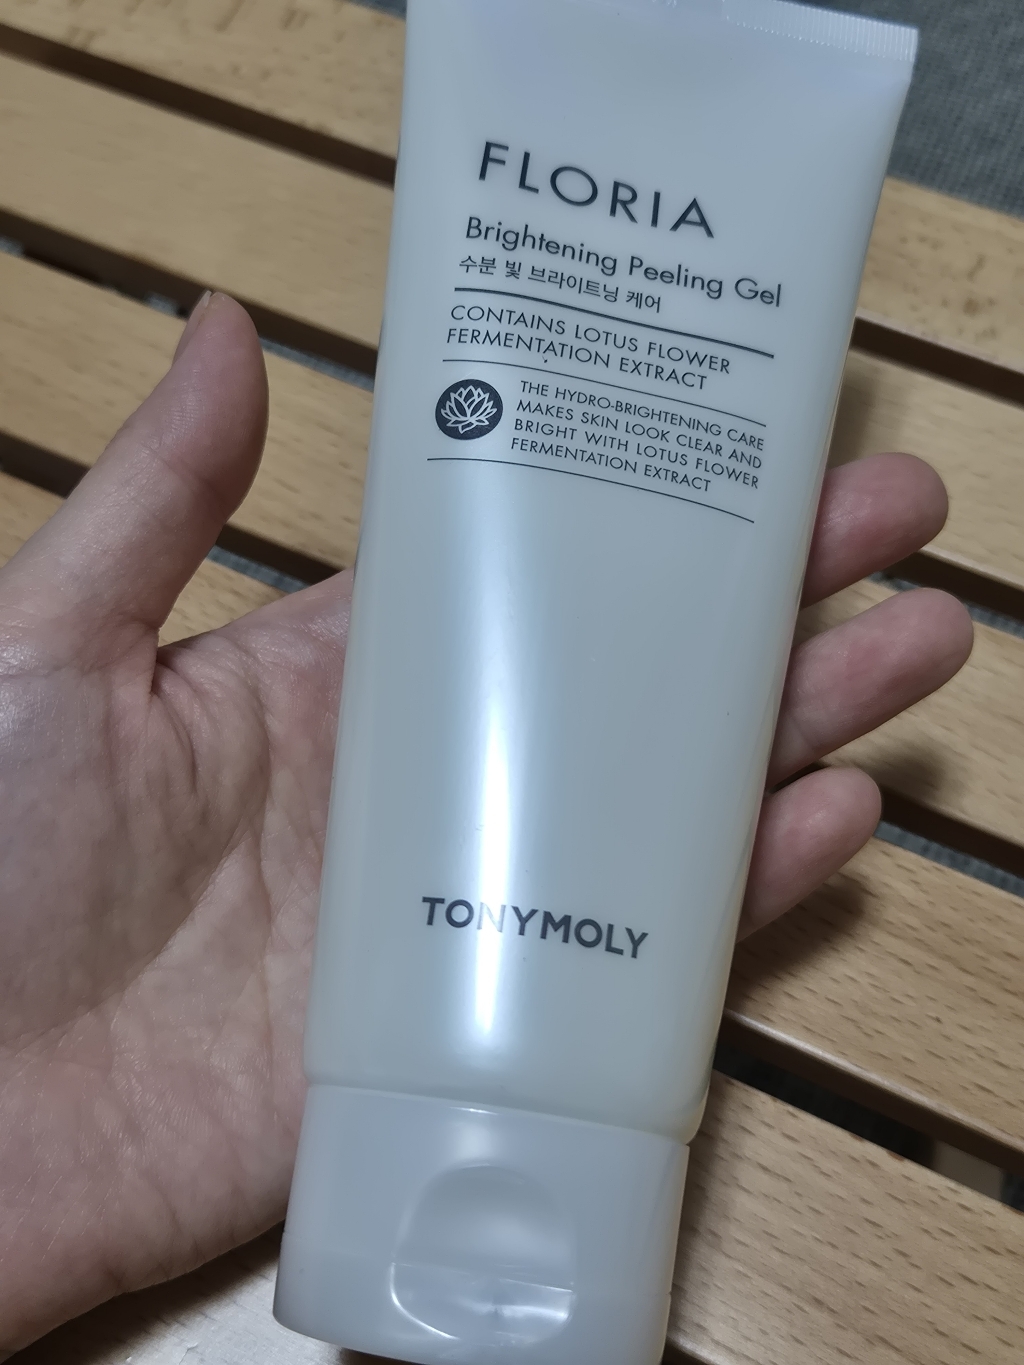 FLORIA
Brightening Peeling Gel
수분 빛 브라이트닝 케어
CONTAINS LOTUS FLOWER
FERMENTATION EXTRACT
THE HYDRO-BRIGHTENING CARE
MAKES SKIN LOOK CLEAR AND
BRIGHT WITH LOTUS FLOWER
FERMENTATION EXTRACT
TONYMOLY